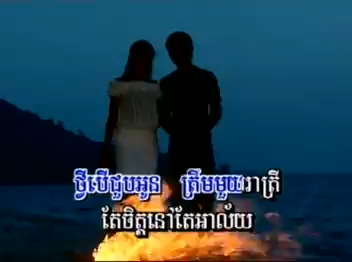 ថ្វីបើជួបអូន ត្រឹមមួយរាត្រី
តែចិត្តនៅតែអាល័យ